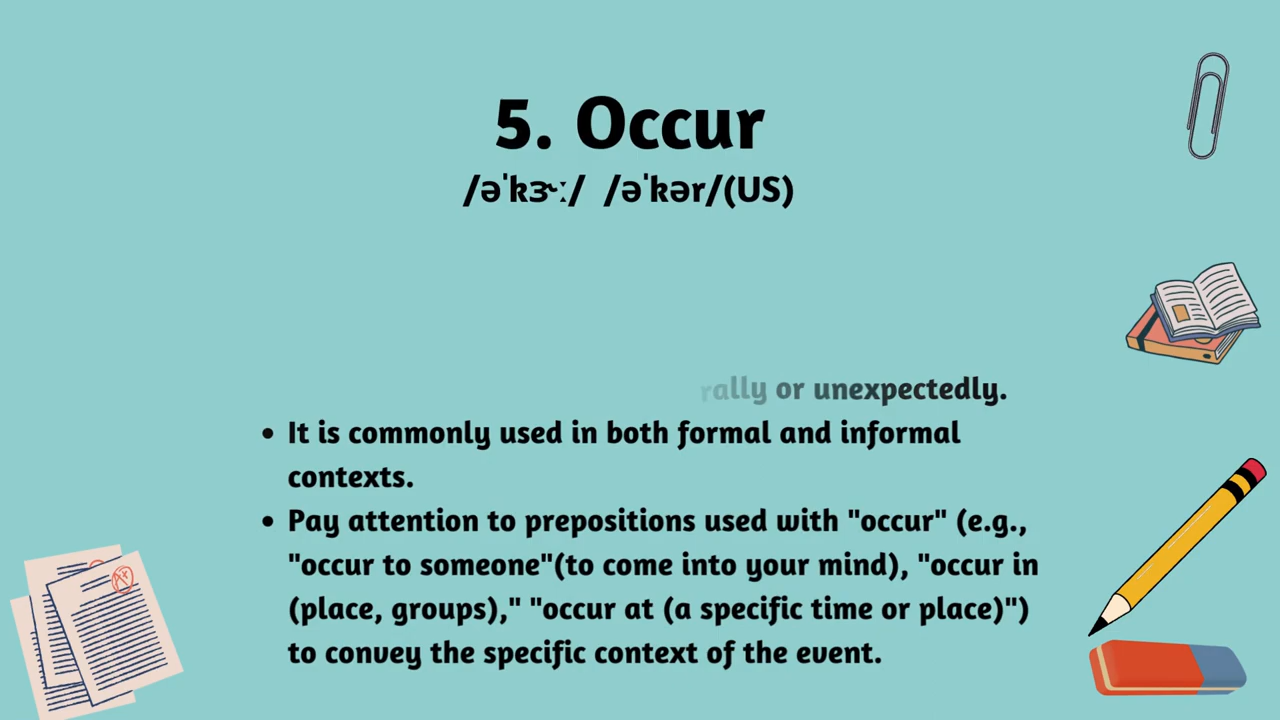 5. Occur
/əˈkɝː/ /əˈkər/(US)
rally or unexpectedly.
• It is commonly used in both formal and informal
contexts.
• Pay attention to prepositions used with "occur" (e.g.,
"occur to someone"(to come into your mind), "occur in
(place, groups)," "occur at (a specific time or place)")
to convey the specific context of the event.
A+